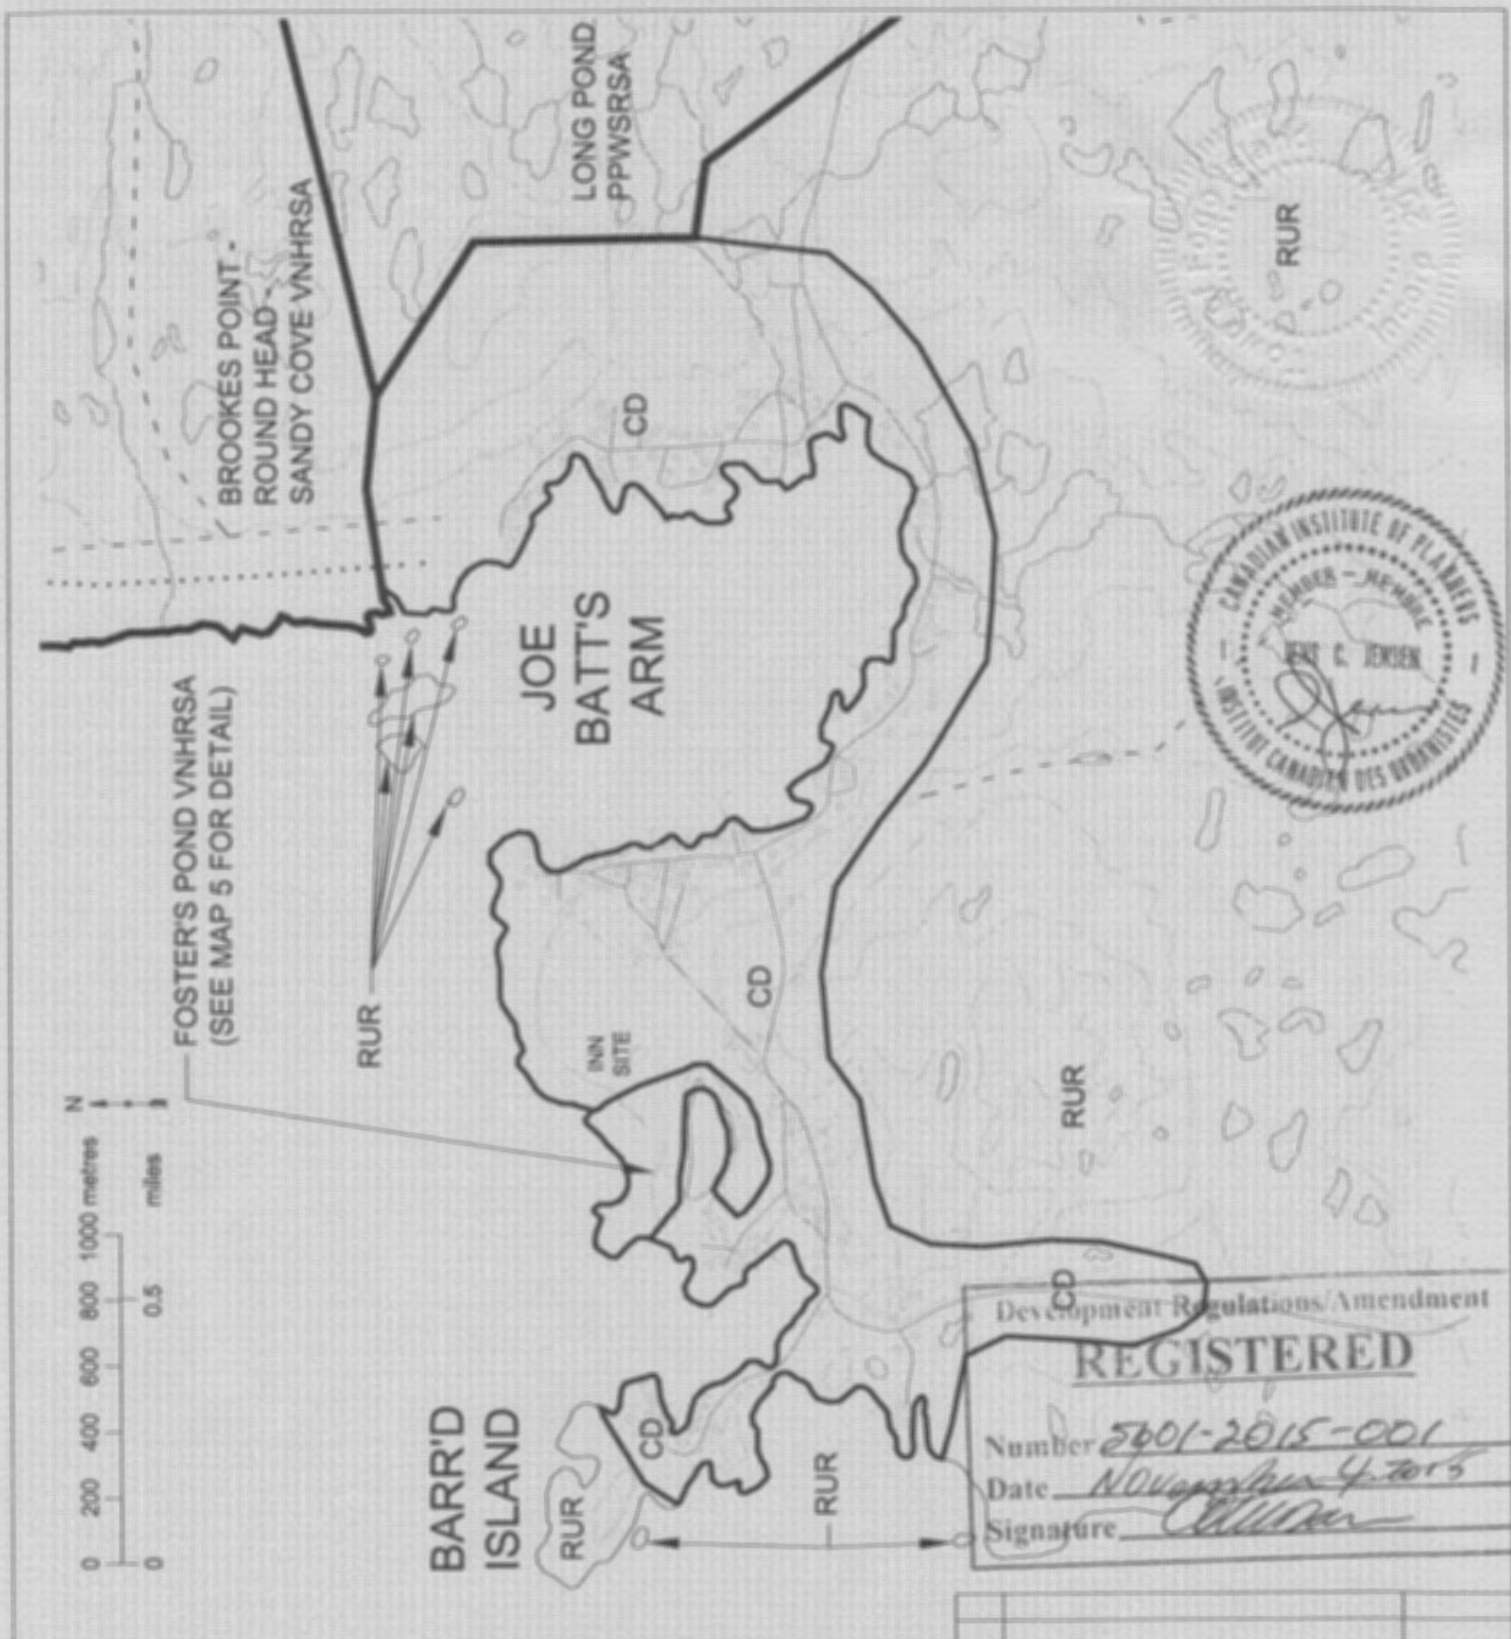 BROOKES POINT -
ROUND HEAD -
SANDY COVE VNHRSA
LONG POND
PPWSRSA
FOSTER'S POND VNHRSA
(SEE MAP 5 FOR DETAIL)
RUR
JOE
BATT'S
ARM
CD
CD
INN
SITE
RUR
RUR
CD
BARR'D
ISLAND
CD
RUR
RUR
N
0 200 400 600 800 1000 metres
0 0.5 miles
CANADIAN INSTITUTE OF PLANNERS
MEMBER - MEMBRE
C. JENSEN
INSTITUT CANADIEN DES URBANISTES
Development Regulations/Amendment
REGISTERED
Number 5601-2015-001
Date November 4 2015
Signature